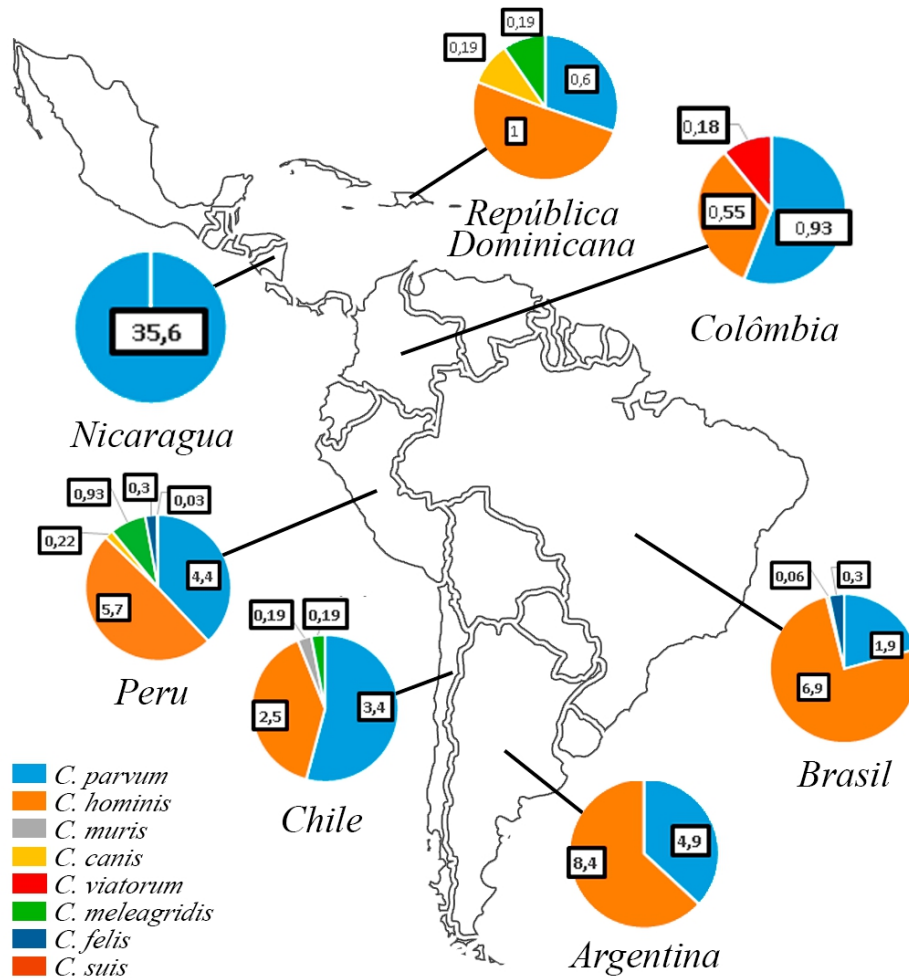 0,19
0,19
0,6
1
República
Dominicana
0,18
0,55
0,93
Colômbia
35,6
Nicaragua
0,93
0,3
0,03
0,22
4,4
5,7
Peru
0,19
0,19
2,5
3,4
Chile
0,06
0,3
1,9
6,9
Brasil
8,4
4,9
Argentina
C. parvum
C. hominis
C. muris
C. canis
C. viatorum
C. meleagridis
C. felis
C. suis